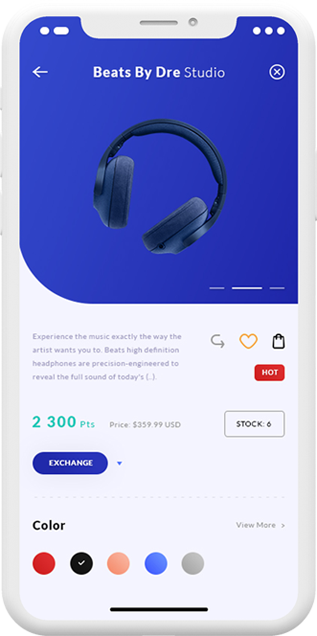 Beats By Dre Studio
Experience the music exactly the way the
artist wants you to. Beats high definition
headphones are precision-engineered to
reveal the full sound of today's (..).
HOT
2 300 Pts
Price: $359.99 USD
STOCK: 6
EXCHANGE
Color
View More